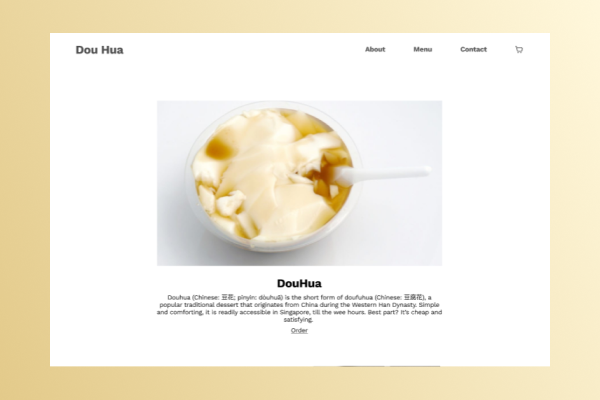 Dou Hua
About Menu Contact
DouHua
Douhua (Chinese: 豆花; pinyin: dòuhuā) is the short form of doufuhua (Chinese: 豆腐花), a
popular traditional dessert that originates from China during the Western Han Dynasty. Simple
and comforting, it is readily accessible in Singapore, till the wee hours. Best part? It's cheap and
satisfying.
Order